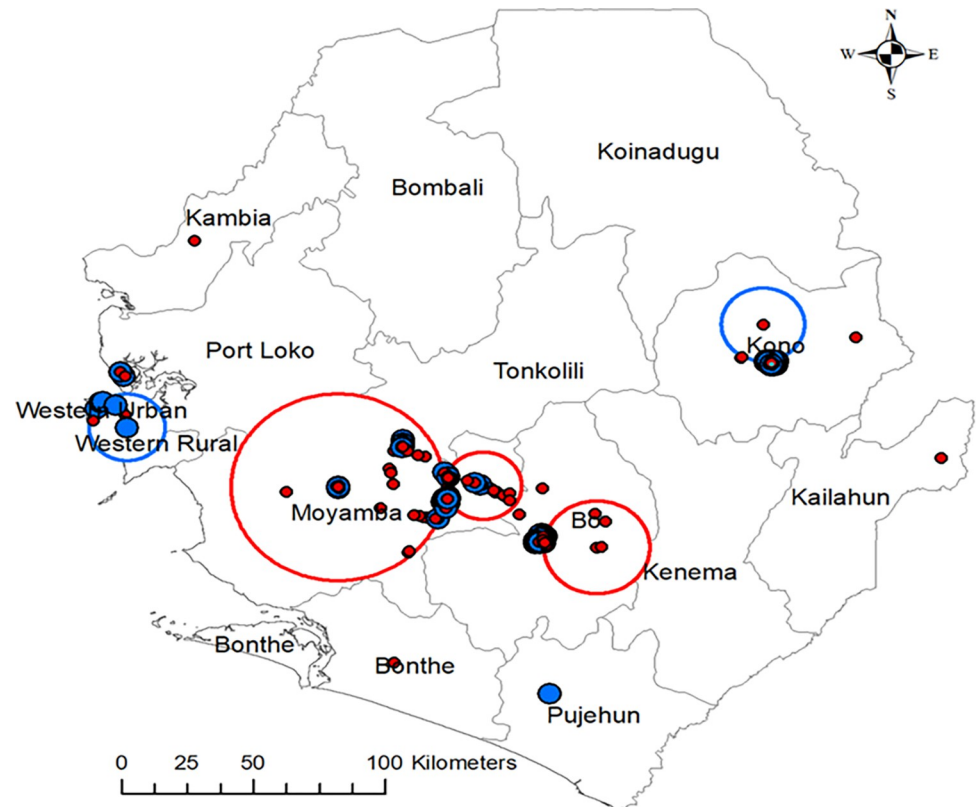 N
W E
S
Koinadugu
Bombali
Kambia
Port Loko
Kono
Tonkolili
Western Urban
Western Rural
Kailahun
Moyamba
Bo
Kenema
Bonthe
Bonthe
Pujehun
0 25 50 100 Kilometers